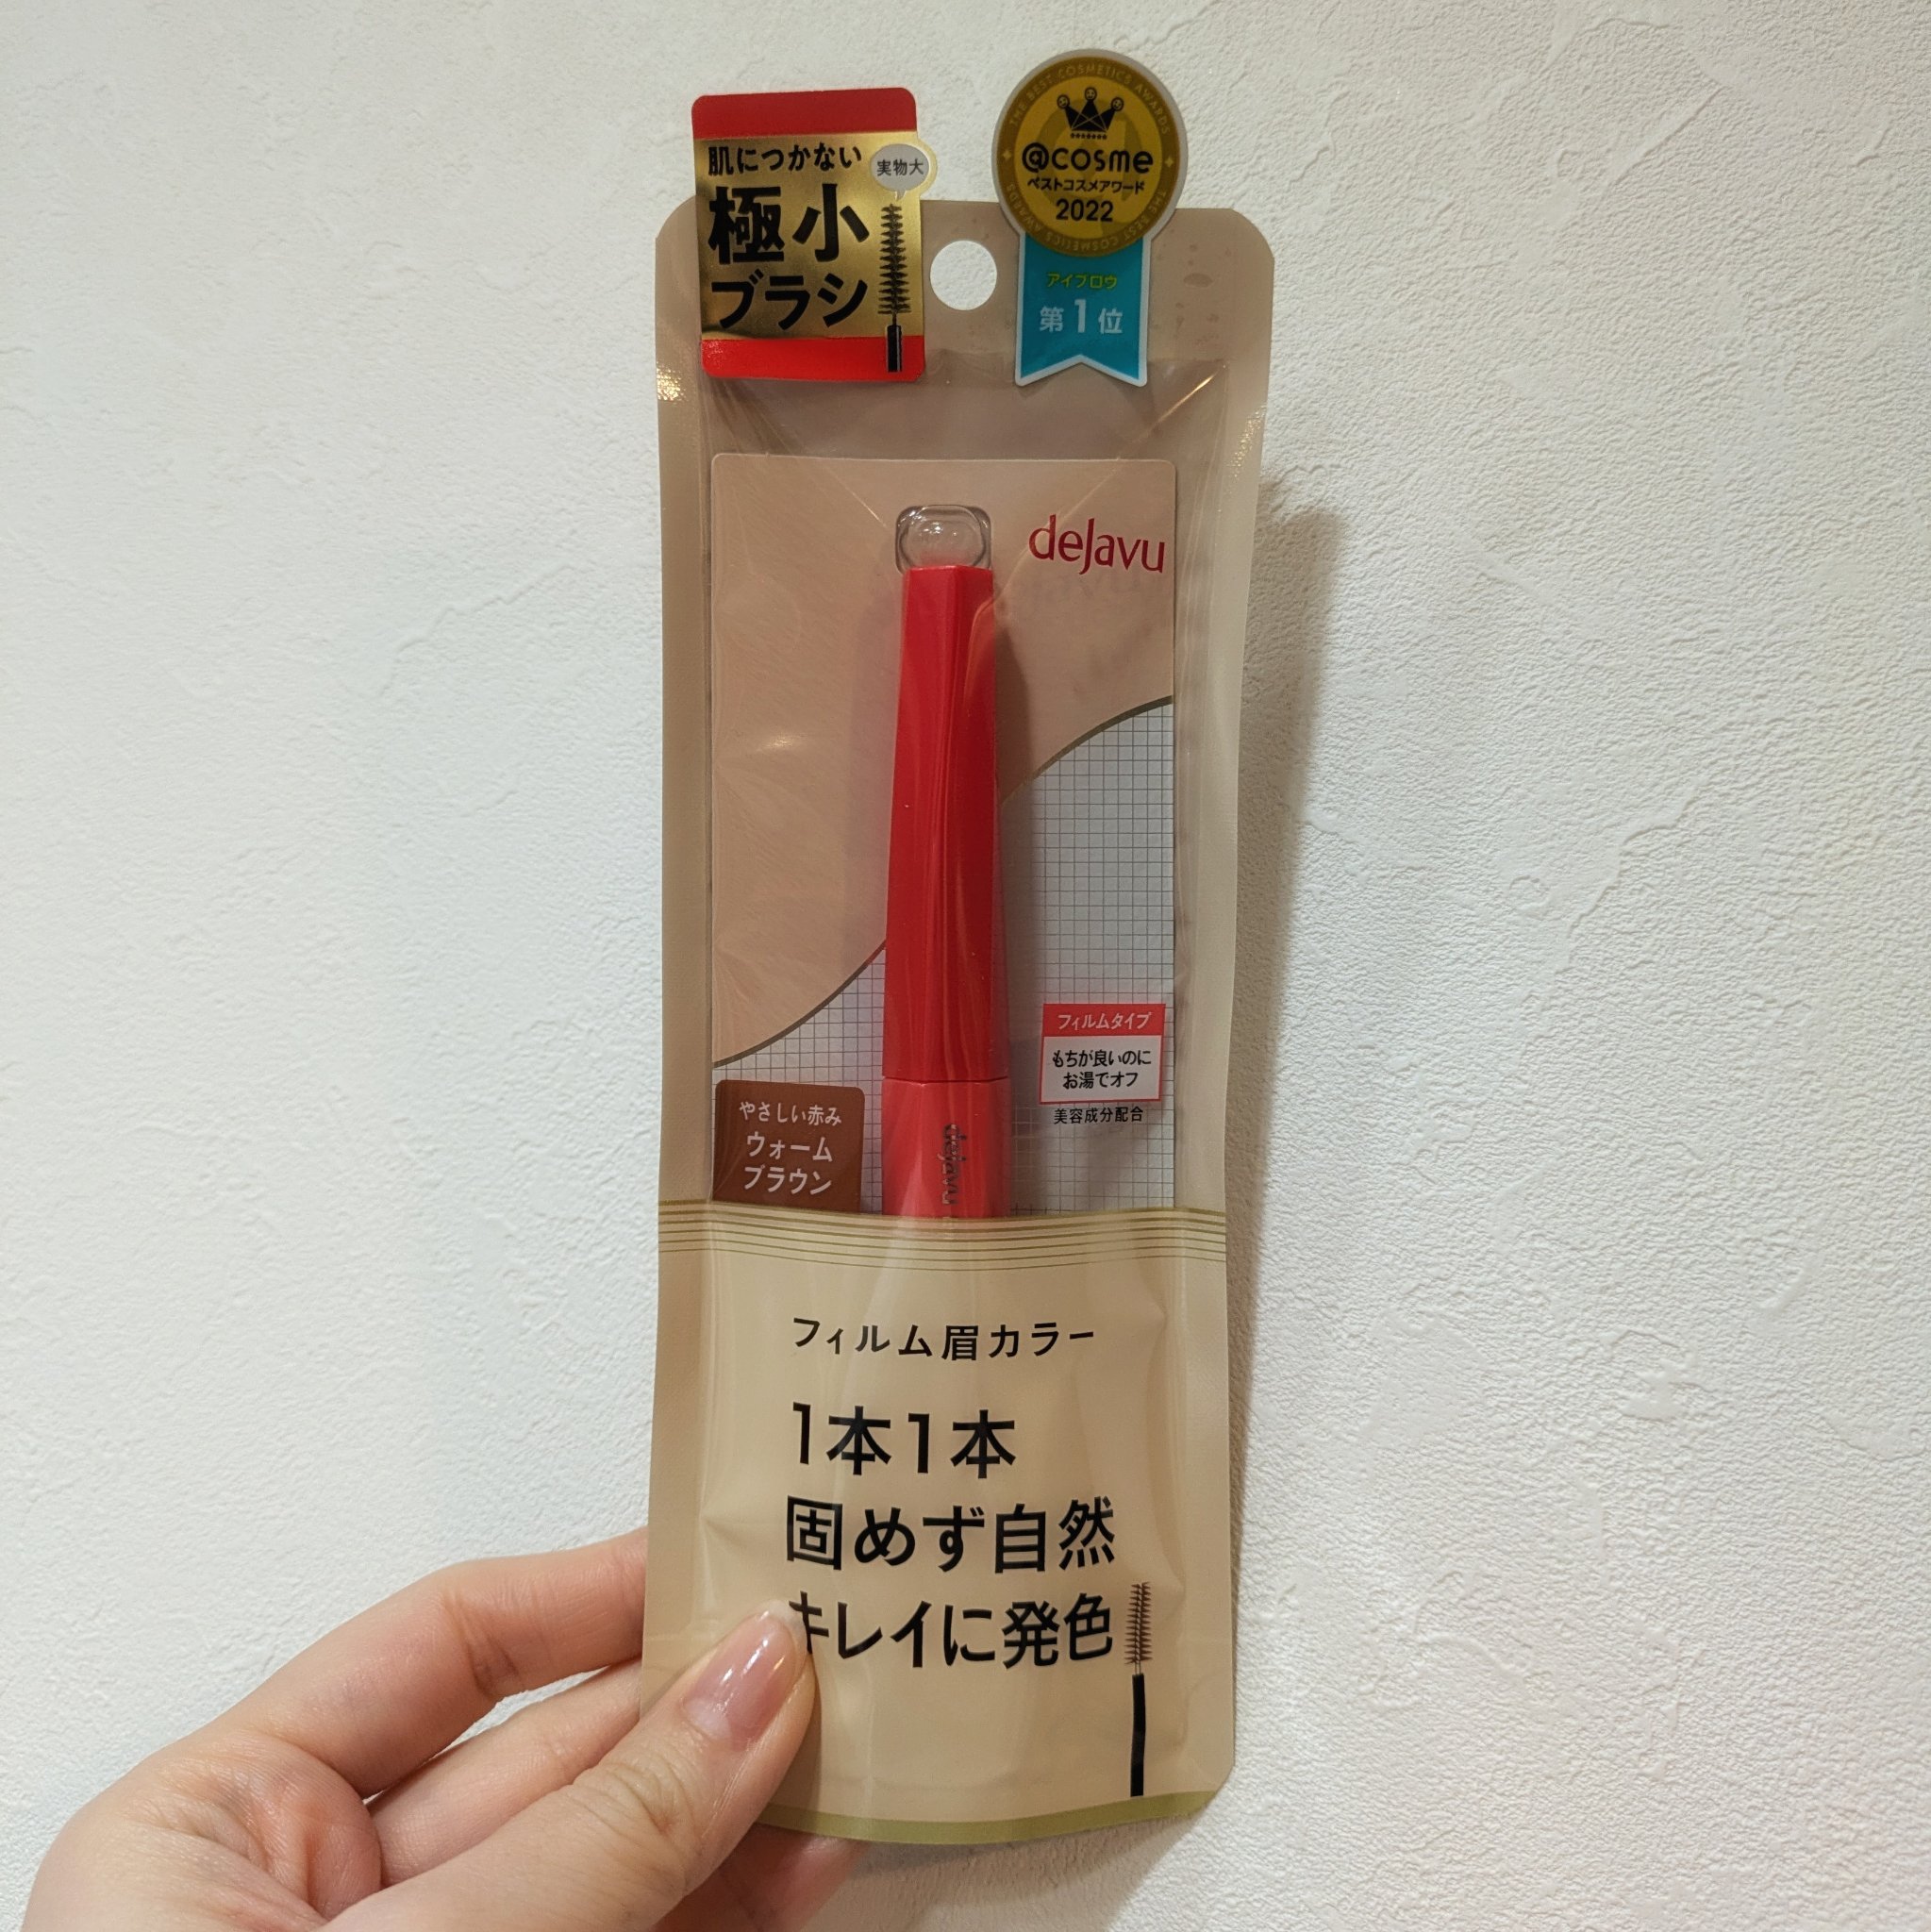 肌につかない
実物大
極小
ブラシ
THE BEST COSMETICS AWARDS
@cosme
ベストコスメアワード
2022
THE BEST COSMETICS AWARDS
アイブロウ
第1位
dejavu
フィルムタイプ
もちが良いのに
お湯でオフ
美容成分配合
やさしい赤み
ウォーム
ブラウン
dejavu
フィルム眉カラー
1本1本
固めず自然
キレイに発色